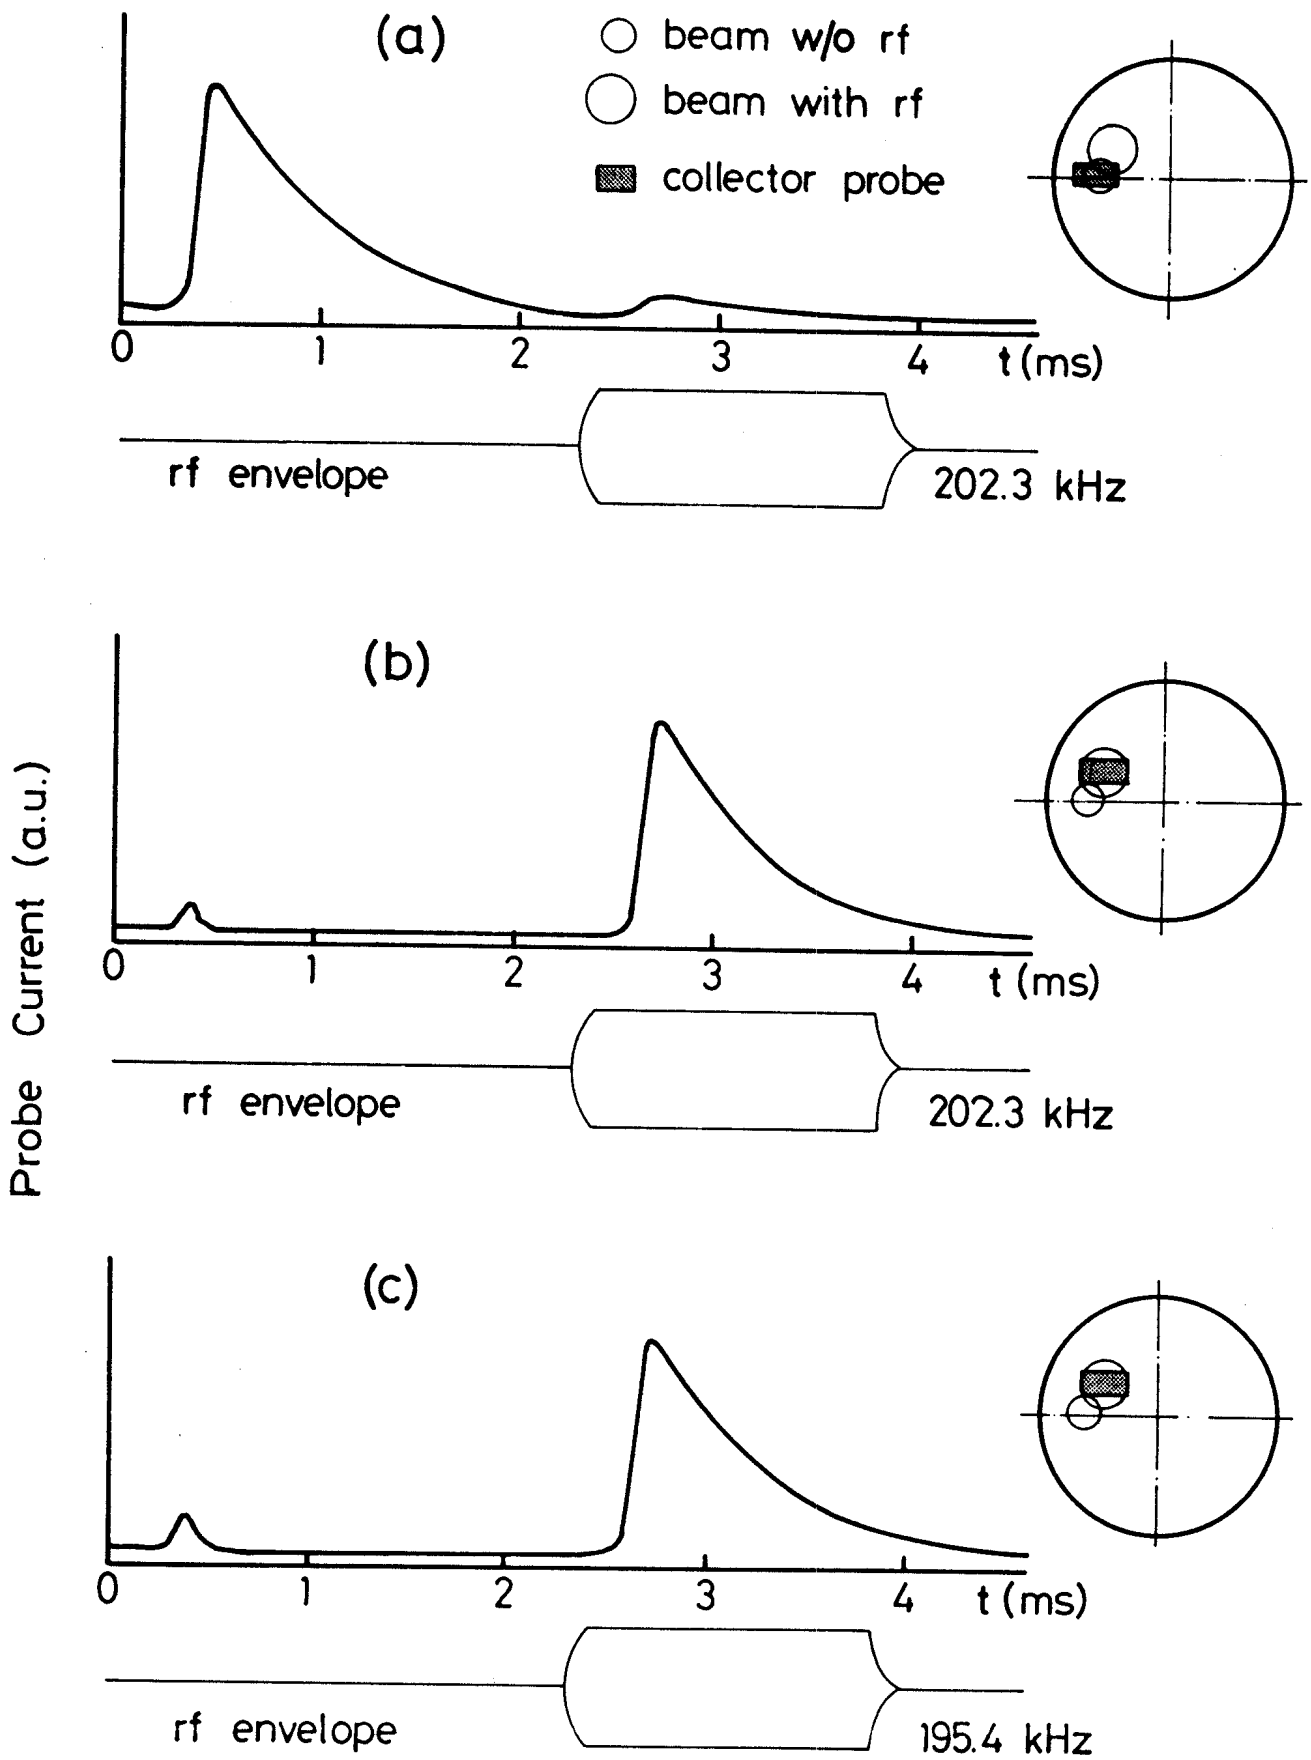 (a)
beam w/o rf
beam with rf
collector probe
0 1 2 3 4 t (ms)
rf envelope
202.3 kHz
(b)
0 1 2 3 4 t (ms)
rf envelope
202.3 kHz
Probe Current (a.u.)
(c)
0 1 2 3 4 t (ms)
rf envelope
195.4 kHz